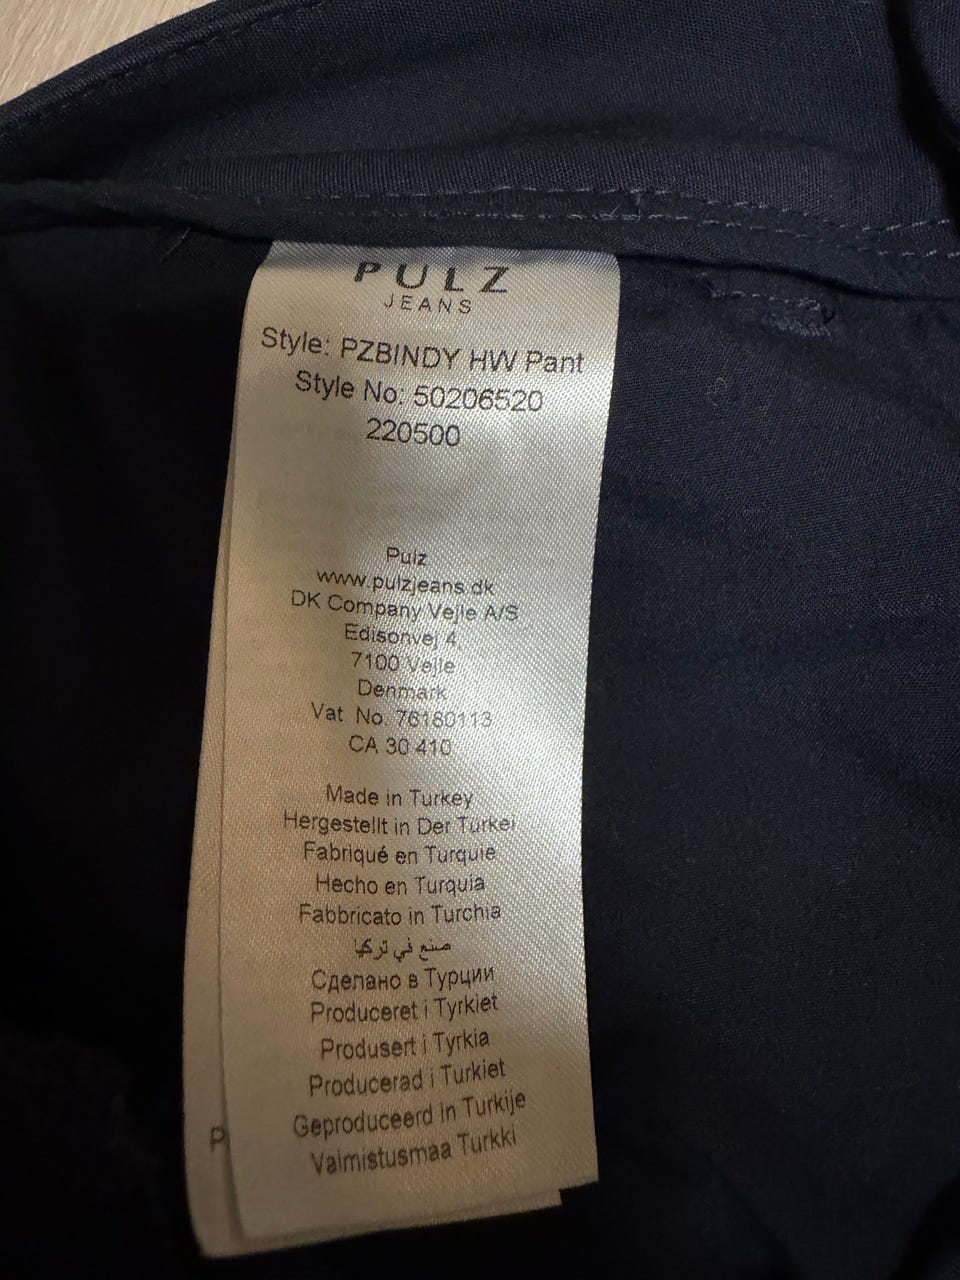 PULZ
JEANS
Style: PZBINDY HW Pant
Style No: 50206520
220500
Pulz
www.pulzjeans.dk
DK Company Vejle A/S
Edisonvej 4,
7100 Vejle
Denmark
Vat No. 76180113
CA 30 410
Made in Turkey
Hergestellt in Der Türkei
Fabriqué en Turquie
Hecho en Turquia
Fabbricato in Turchia
صنع في تركيا
Сделано в Турции
Produceret i Tyrkiet
Produsert i Tyrkia
Producerad i Turkiet
Geproduceerd in Turkije
Valmistusmaa Turkki
P